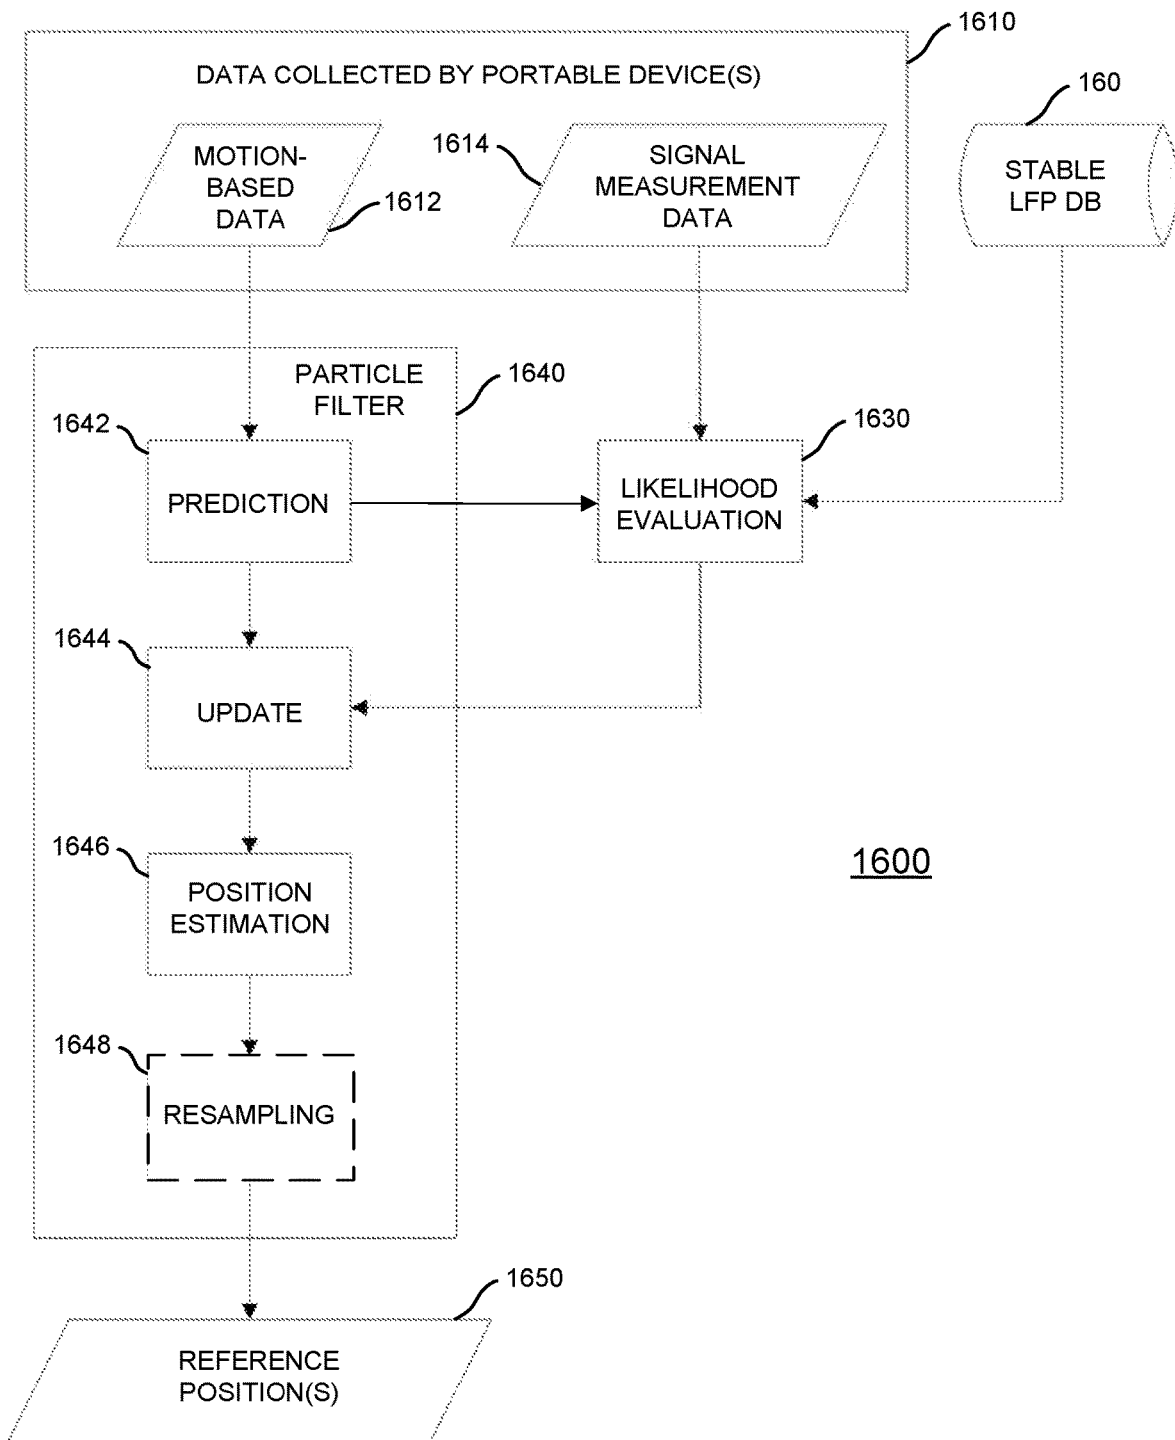 1610
DATA COLLECTED BY PORTABLE DEVICE(S)
160
MOTION-
BASED
DATA
1612
1614
SIGNAL
MEASUREMENT
DATA
STABLE
LFP DB
PARTICLE
FILTER
1640
1642
PREDICTION
1630
LIKELIHOOD
EVALUATION
1644
UPDATE
1646
POSITION
ESTIMATION
1600
1648
RESAMPLING
1650
REFERENCE
POSITION(S)